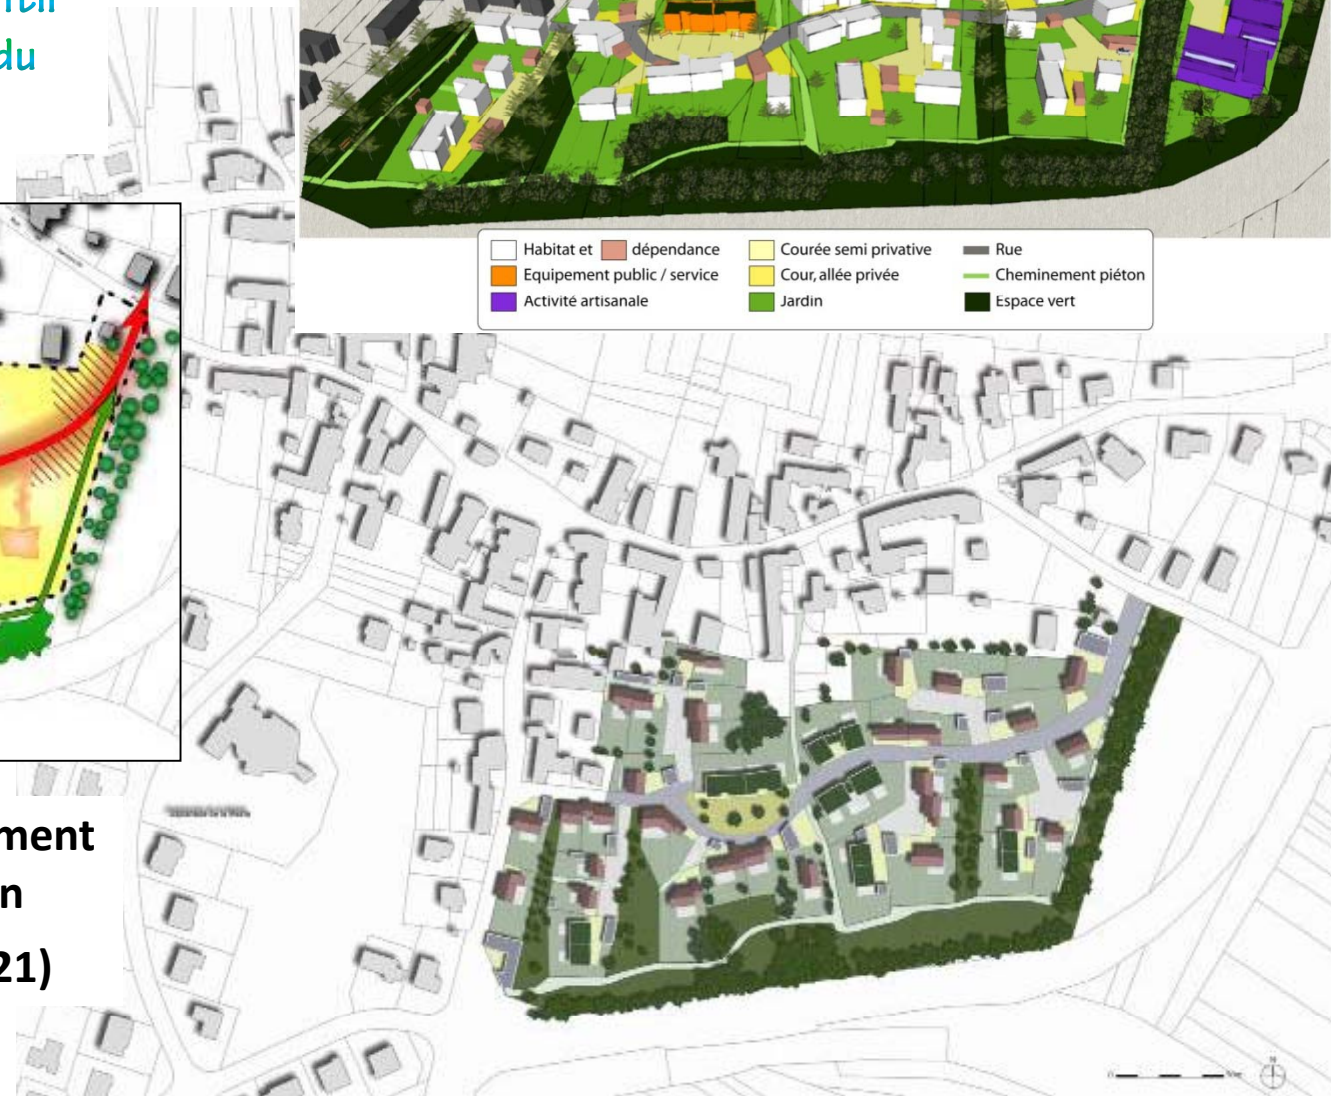 du
Habitat et dépendance
Equipement public / service
Activité artisanale
Courée semi privative
Cour, allée privée
Jardin
Rue
Cheminement piéton
Espace vert
ment
n
21)
N